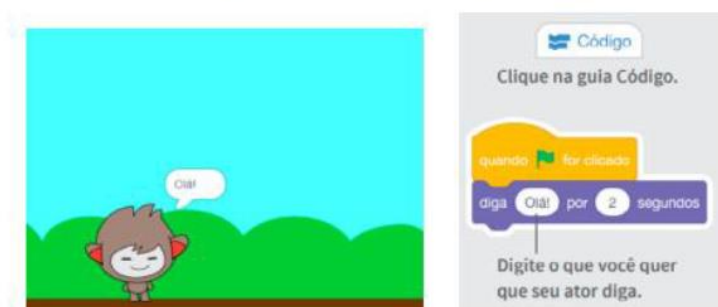 Olá!
Código
Clique na guia Código.
quando for clicado
diga Olá! por 2 segundos
Digite o que você quer
que seu ator diga.